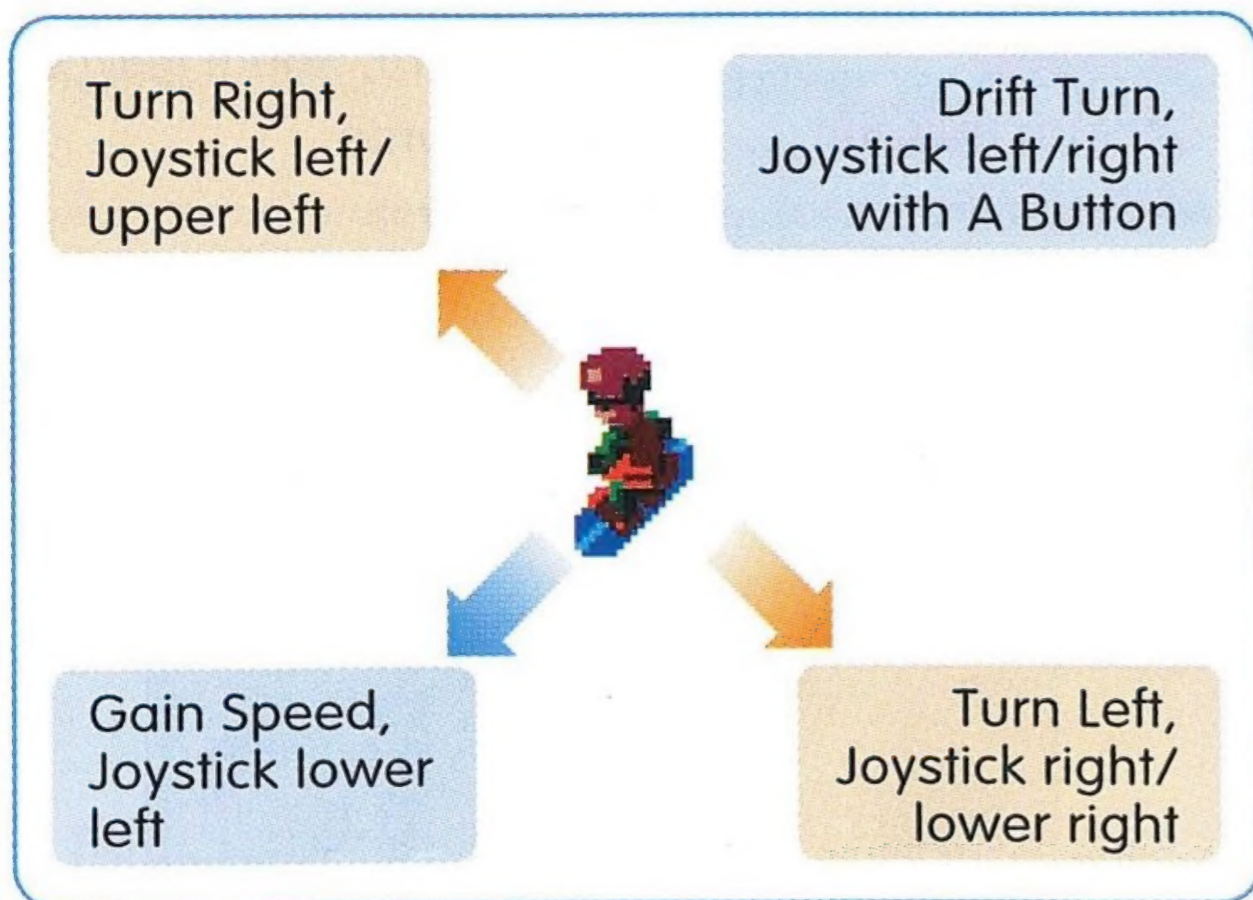 Turn Right,
Joystick left/
upper left
Drift Turn,
Joystick left/right
with A Button
Gain Speed,
Joystick lower
left
Turn Left,
Joystick right/
lower right